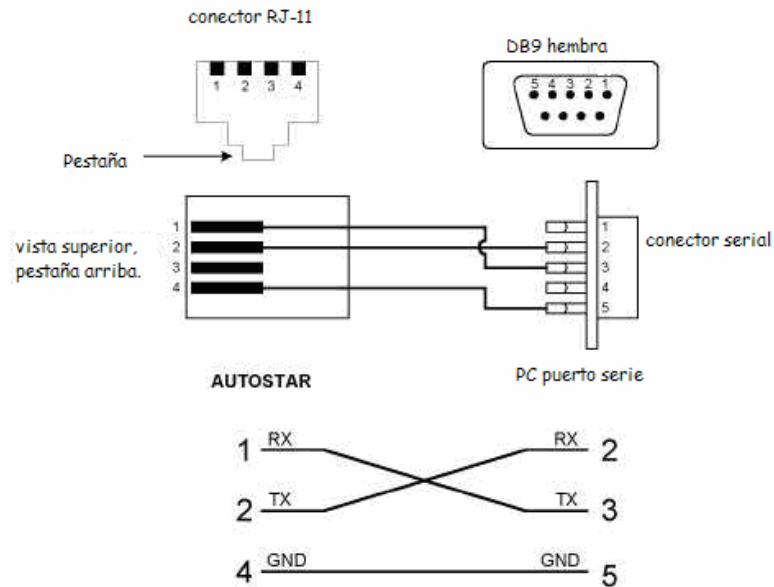 conector RJ-11
DB9 hembra
1 2 3 4
5 4 3 2 1
Pestaña
1
2
3
4
vista superior,
pestaña arriba.
1
2
3
4
5
conector serial
AUTOSTAR
PC puerto serie
1 RX RX 2
2 TX TX 3
4 GND GND 5